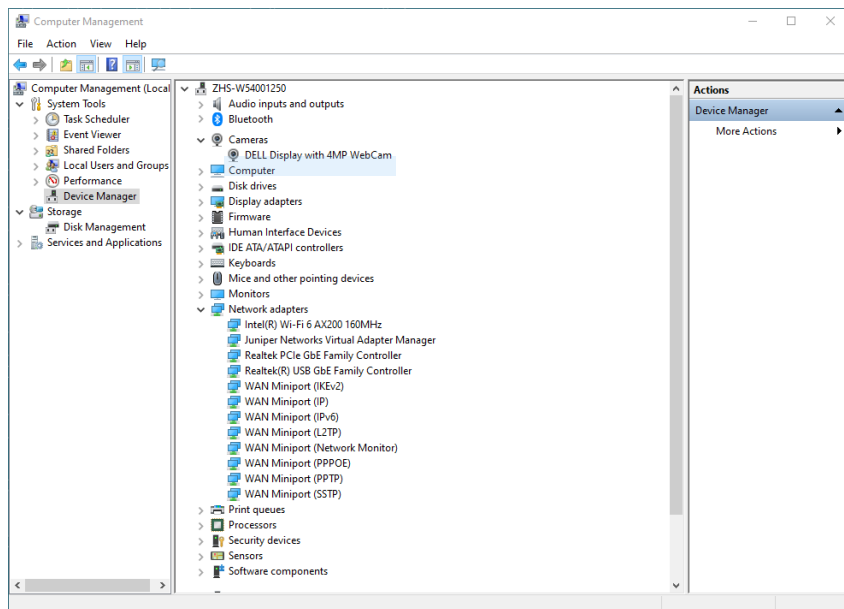 Computer Management
File Action View Help
Computer Management (Local
System Tools
Task Scheduler
Event Viewer
Shared Folders
Local Users and Groups
Performance
Device Manager
Storage
Disk Management
Services and Applications
ZHS-W54001250
Audio inputs and outputs
Bluetooth
Cameras
DELL Display with 4MP WebCam
Computer
Disk drives
Display adapters
Firmware
Human Interface Devices
IDE ATA/ATAPI controllers
Keyboards
Mice and other pointing devices
Monitors
Network adapters
Intel(R) Wi-Fi 6 AX200 160MHz
Juniper Networks Virtual Adapter Manager
Realtek PCIe GbE Family Controller
Realtek(R) USB GbE Family Controller
WAN Miniport (IKEv2)
WAN Miniport (IP)
WAN Miniport (IPv6)
WAN Miniport (L2TP)
WAN Miniport (Network Monitor)
WAN Miniport (PPPOE)
WAN Miniport (PPTP)
WAN Miniport (SSTP)
Print queues
Processors
Security devices
Sensors
Software components
Actions
Device Manager
More Actions